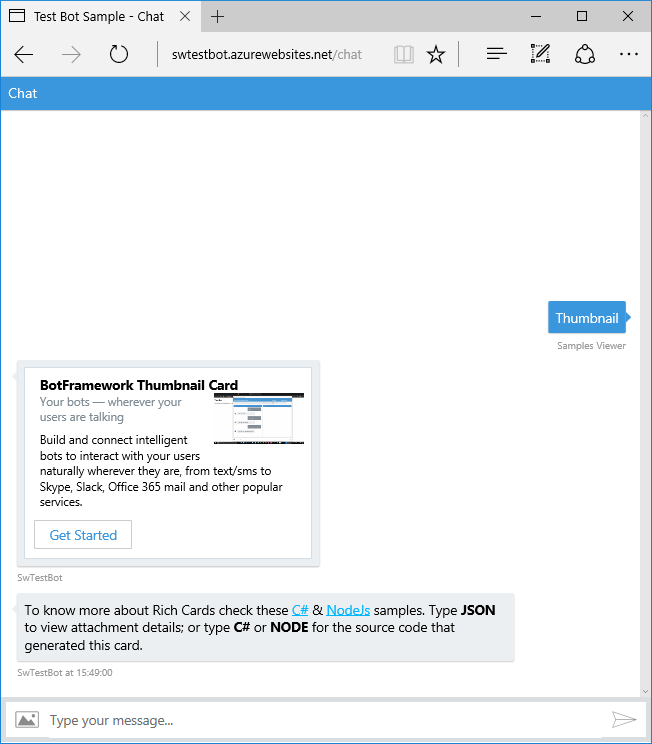 Test Bot Sample - Chat
swtestbot.azurewebsites.net/chat
Chat
Thumbnail
Samples Viewer
BotFramework Thumbnail Card
Your bots — wherever your
users are talking
Build and connect intelligent
bots to interact with your users
naturally wherever they are, from text/sms to
Skype, Slack, Office 365 mail and other popular
services.
Get Started
SwTestBot
To know more about Rich Cards check these C# & NodeJs samples. Type JSON
to view attachment details; or type C# or NODE for the source code that
generated this card.
SwTestBot at 15:49:00
Type your message...